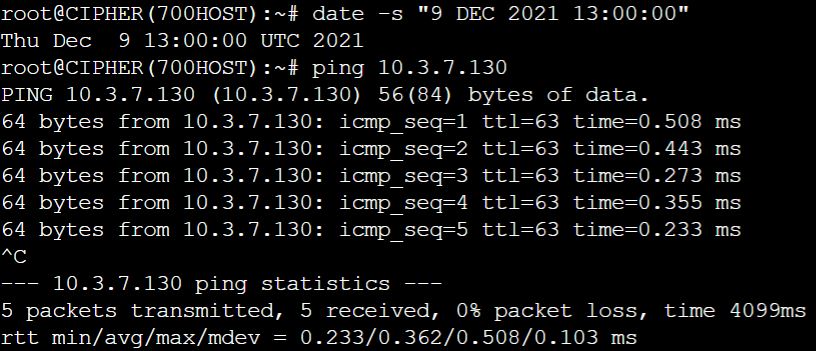 root@CIPHER(700HOST):~# date -s "9 DEC 2021 13:00:00"
Thu Dec  9 13:00:00 UTC 2021
root@CIPHER(700HOST):~# ping 10.3.7.130
PING 10.3.7.130 (10.3.7.130) 56(84) bytes of data.
64 bytes from 10.3.7.130: icmp_seq=1 ttl=63 time=0.508 ms
64 bytes from 10.3.7.130: icmp_seq=2 ttl=63 time=0.443 ms
64 bytes from 10.3.7.130: icmp_seq=3 ttl=63 time=0.273 ms
64 bytes from 10.3.7.130: icmp_seq=4 ttl=63 time=0.355 ms
64 bytes from 10.3.7.130: icmp_seq=5 ttl=63 time=0.233 ms
^C
--- 10.3.7.130 ping statistics ---
5 packets transmitted, 5 received, 0% packet loss, time 4099ms
rtt min/avg/max/mdev = 0.233/0.362/0.508/0.103 ms